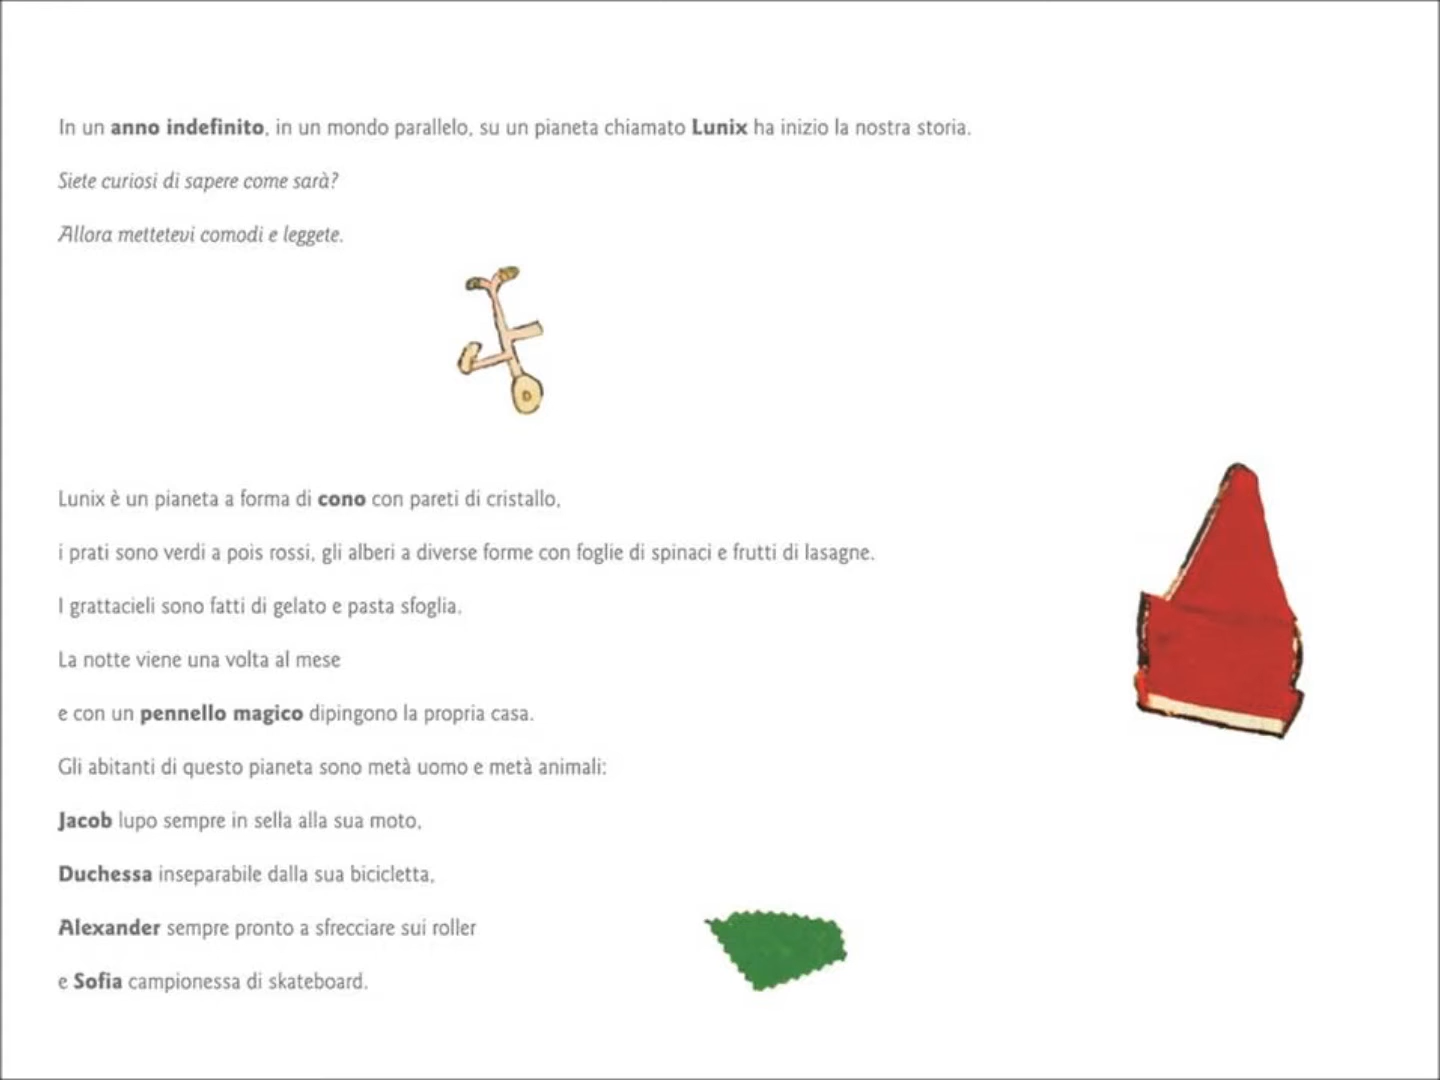 In un anno indefinito, in un mondo parallelo, su un pianeta chiamato Lunix ha inizio la nostra storia.
Siete curiosi di sapere come sarà?
Allora mettetevi comodi e leggete.
Lunix è un pianeta a forma di cono con pareti di cristallo,
i prati sono verdi a pois rossi, gli alberi a diverse forme con foglie di spinaci e frutti di lasagne.
I grattacieli sono fatti di gelato e pasta sfoglia.
La notte viene una volta al mese
e con un pennello magico dipingono la propria casa.
Gli abitanti di questo pianeta sono metà uomo e metà animali:
Jacob lupo sempre in sella alla sua moto,
Duchessa inseparabile dalla sua bicicletta,
Alexander sempre pronto a sfrecciare sui roller
e Sofia campionessa di skateboard.